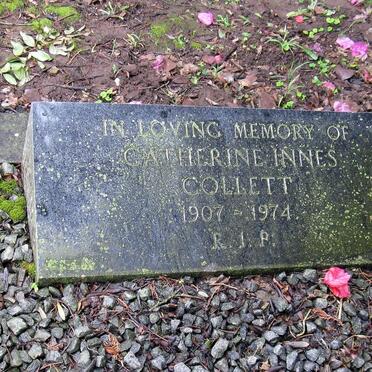 IN LOVING MEMORY OF
CATHERINE INNES
COLLETT
1907 - 1974
R.I.P.